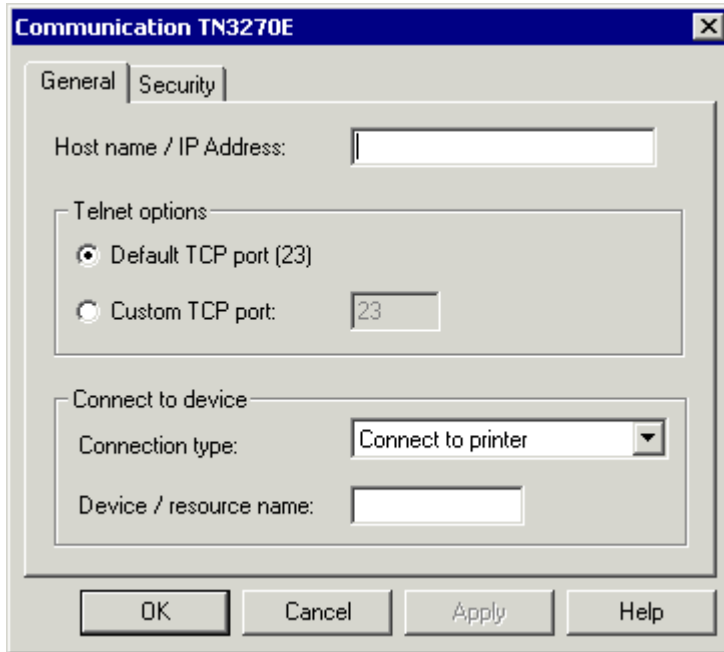 Communication TN3270E
General Security
Host name / IP Address:
Telnet options
Default TCP port (23)
Custom TCP port: 23
Connect to device
Connection type: Connect to printer
Device / resource name:
OK Cancel Apply Help